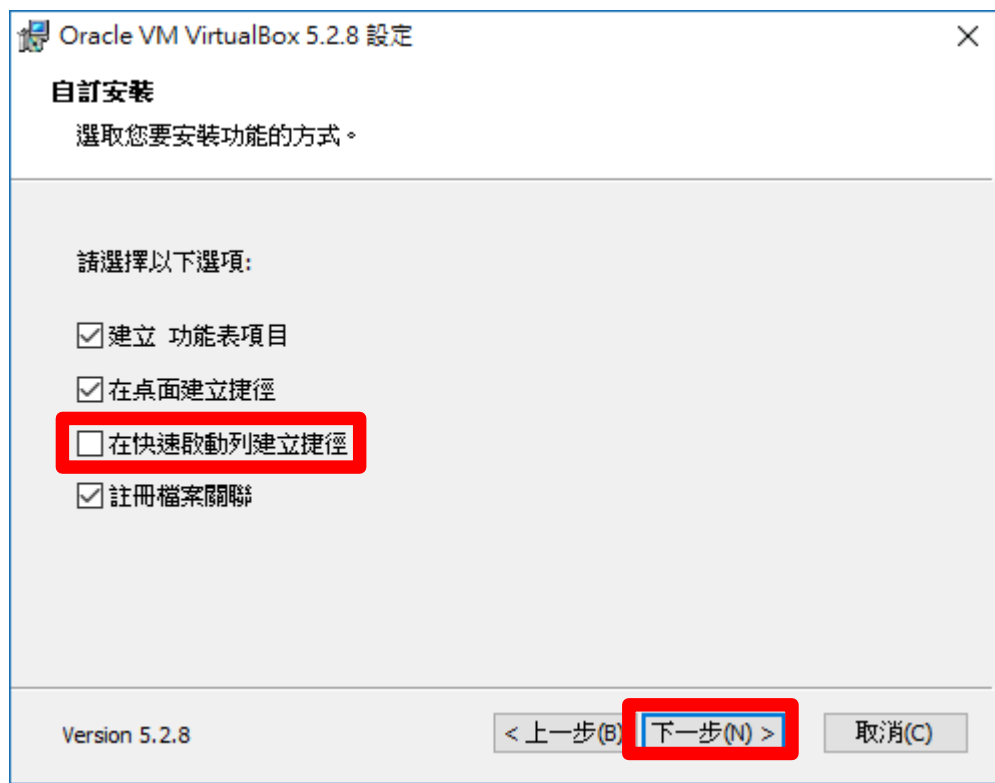 Oracle VM VirtualBox 5.2.8 設定
自訂安裝
選取您要安裝功能的方式。
請選擇以下選項:
建立 功能表項目
在桌面建立捷徑
在快速啟動列建立捷徑
註冊檔案關聯
Version 5.2.8
< 上一步(B)
下一步(N) >
取消(C)